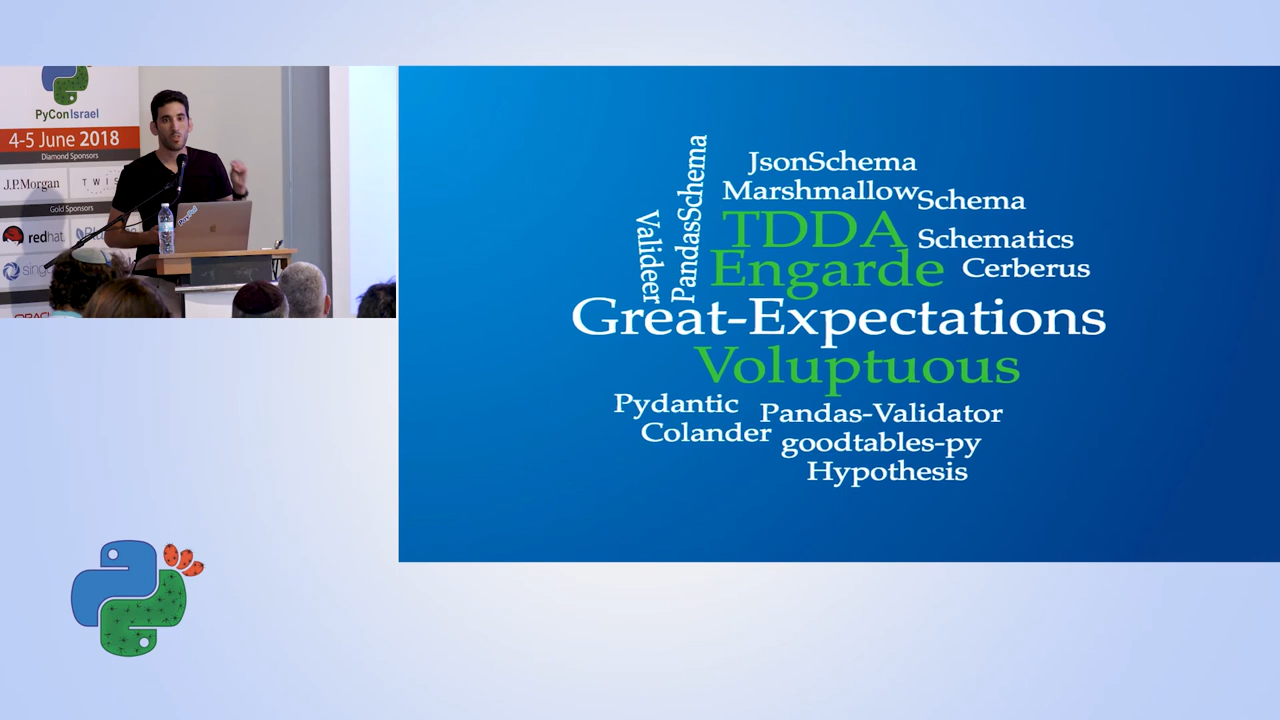 PyConIsrael
4-5 June 2018
Diamond Sponsors
J.P.Morgan
TWIS
Gold Sponsors
redhat.
JsonSchema
Marshmallow
Schema
PandasSchema
Valideer
TDDA
Schematics
Engarde
Cerberus
Great-Expectations
Voluptuous
Pydantic
Pandas-Validator
Colander
goodtables-py
Hypothesis